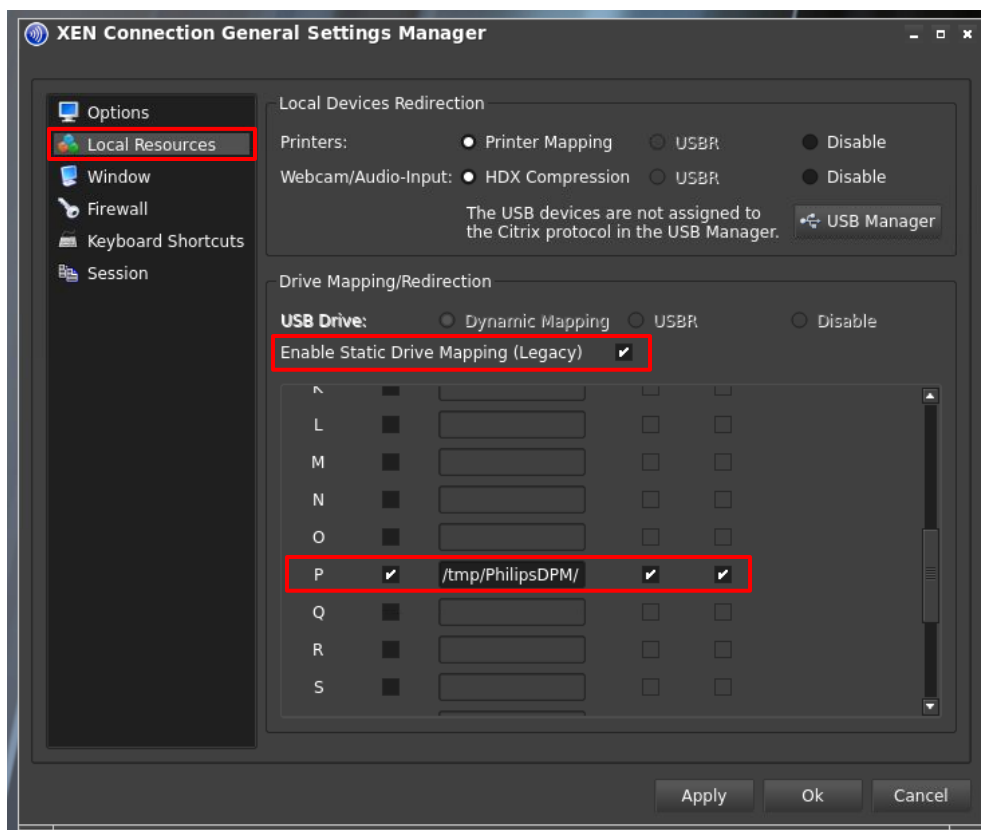 XEN Connection General Settings Manager
Options
Local Resources
Window
Firewall
Keyboard Shortcuts
Session
Local Devices Redirection
Printers: Printer Mapping USBR Disable
Webcam/Audio-Input: HDX Compression USBR Disable
The USB devices are not assigned to
the Citrix protocol in the USB Manager.
USB Manager
Drive Mapping/Redirection
USB Drive: Dynamic Mapping USBR Disable
Enable Static Drive Mapping (Legacy)
K
L
M
N
O
P /tmp/PhilipsDPM/
Q
R
S
Apply Ok Cancel